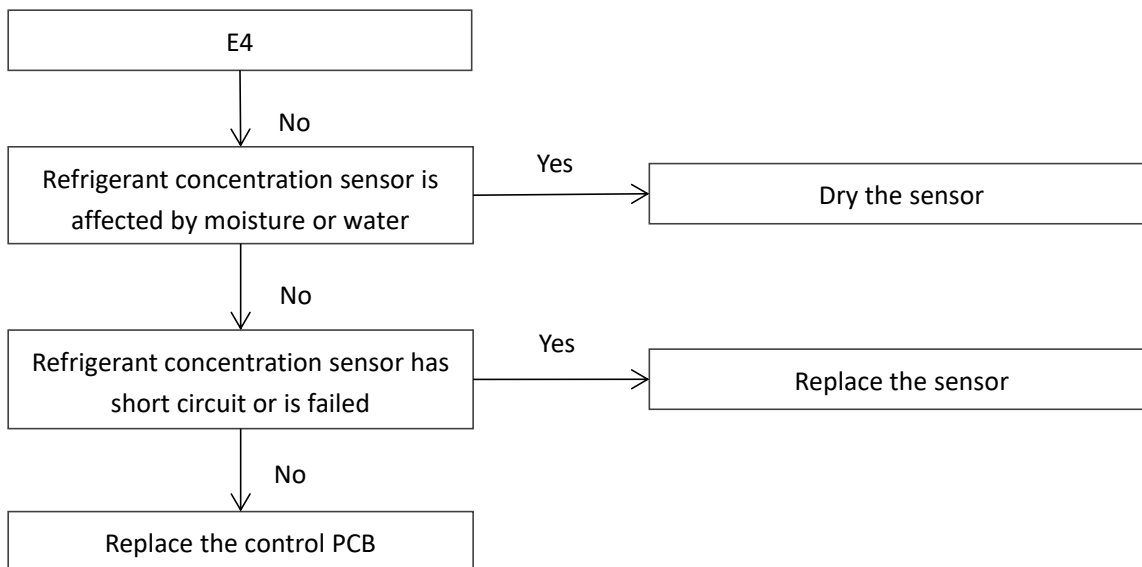 E4
No
Refrigerant concentration sensor is
affected by moisture or water
Yes
Dry the sensor
No
Refrigerant concentration sensor has
short circuit or is failed
Yes
Replace the sensor
No
Replace the control PCB